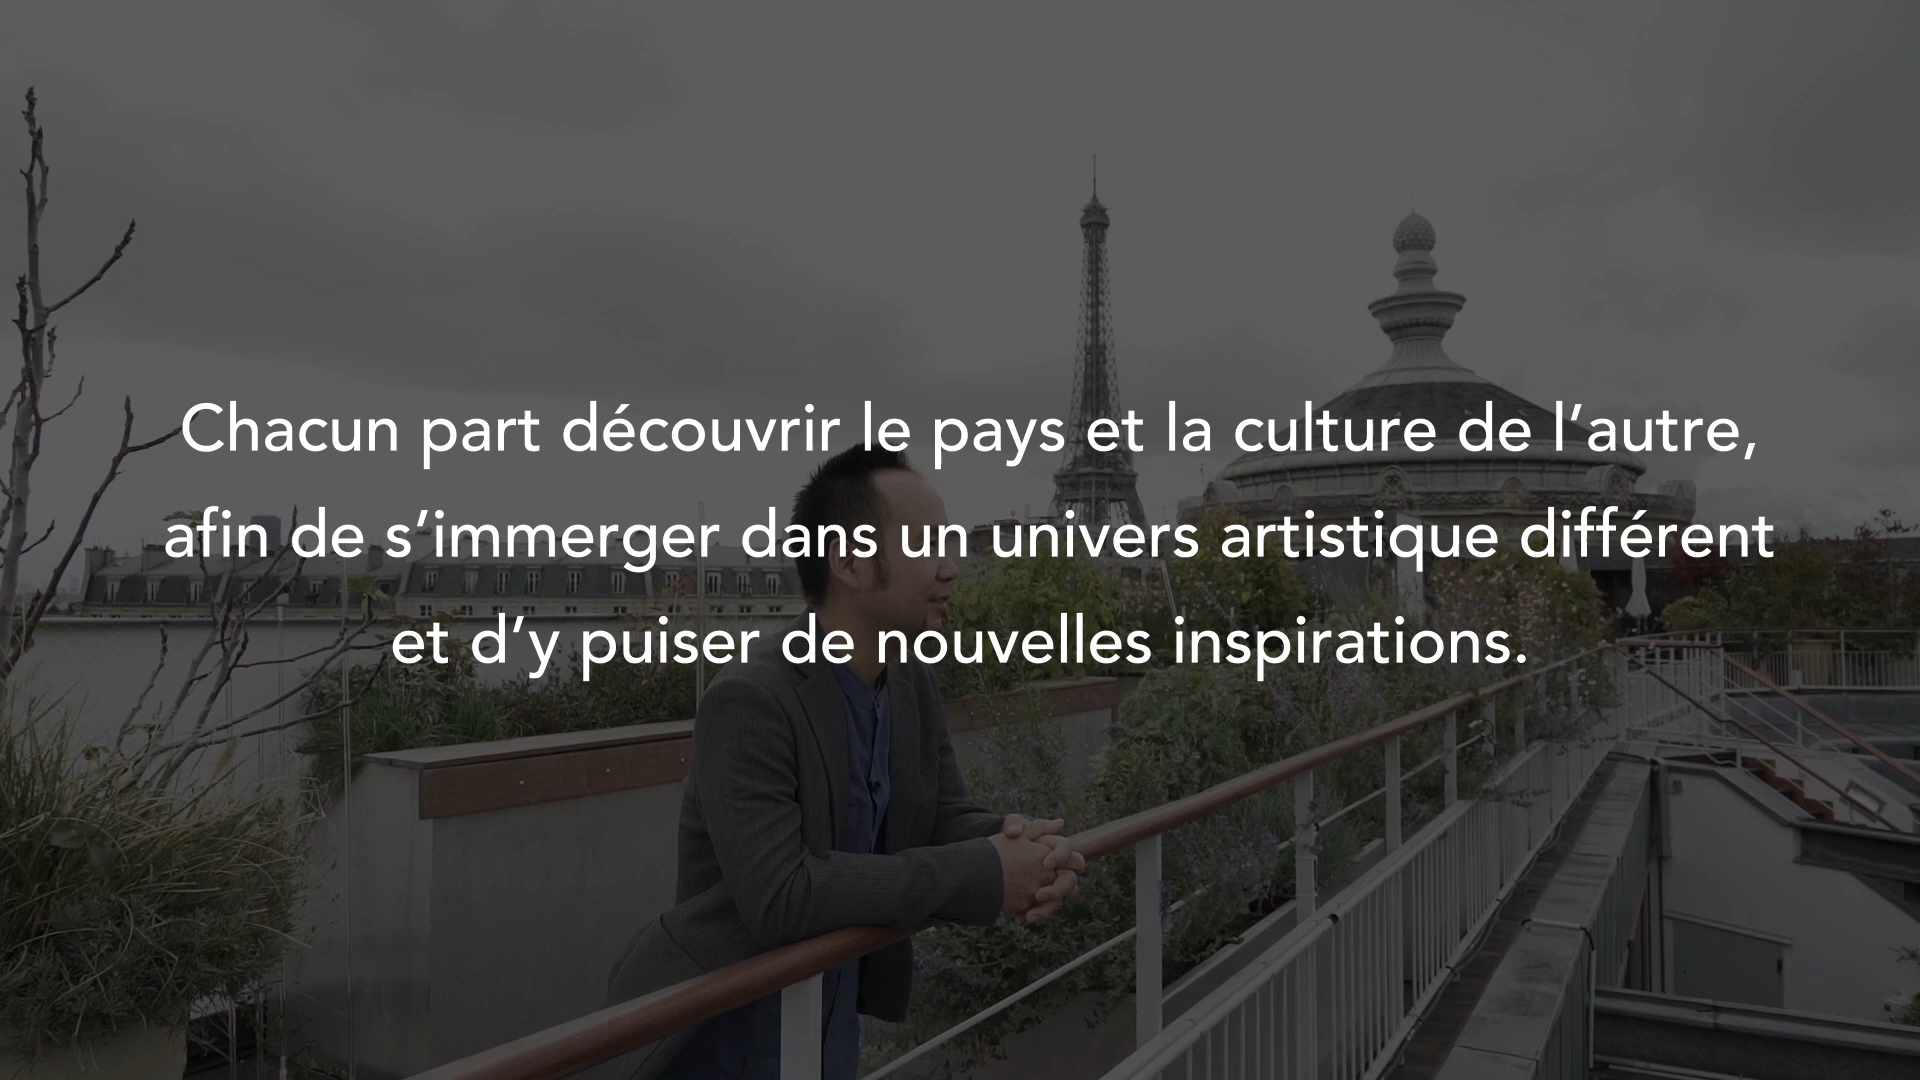 Chacun part découvrir le pays et la culture de l’autre,
afin de s’immerger dans un univers artistique différent
et d’y puiser de nouvelles inspirations.